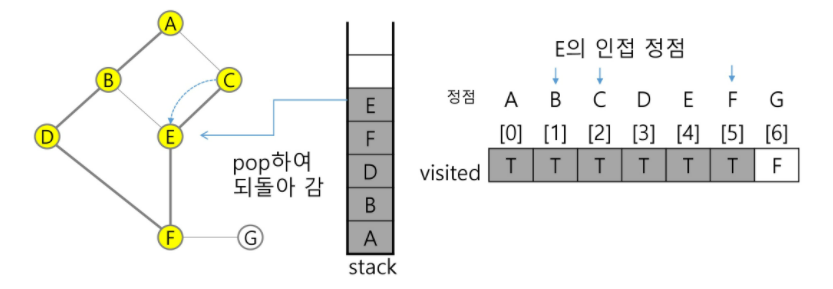 A
B
C
D
E
F
G
pop하여
되돌아 감
E
F
D
B
A
stack
E의 인접 정점
정점 A B C D E F G
[0] [1] [2] [3] [4] [5] [6]
visited T T T T T T F